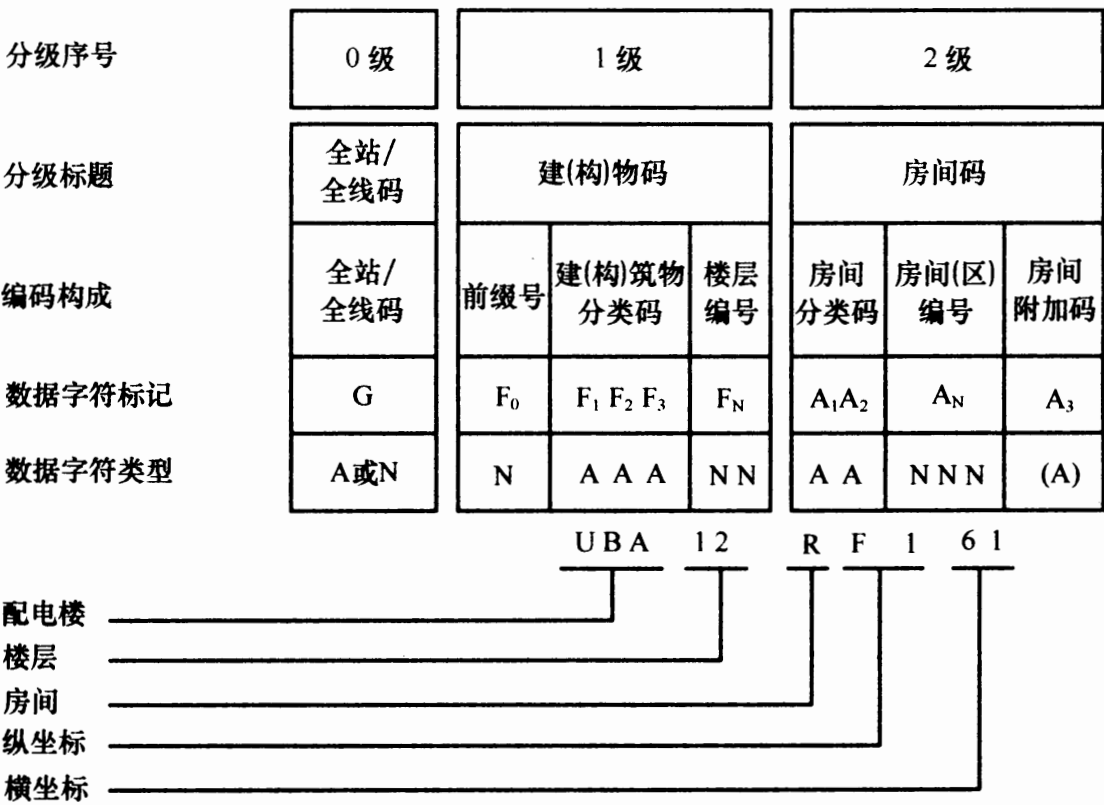 分级序号 0 级 1 级 2 级
分级标题 全站/全线码 建(构)物码 房间码
编码构成 全站/全线码 前缀号 建(构)筑物分类码 楼层编号 房间分类码 房间(区)编号 房间附加码
数据字符标记 G F₀ F₁ F₂ F₃ F_N A₁A₂ A_N A₃
数据字符类型 A或N N A A A N N A A N N N (A)
U B A 1 2 R F 1 6 1
配电楼
楼层
房间
纵坐标
横坐标